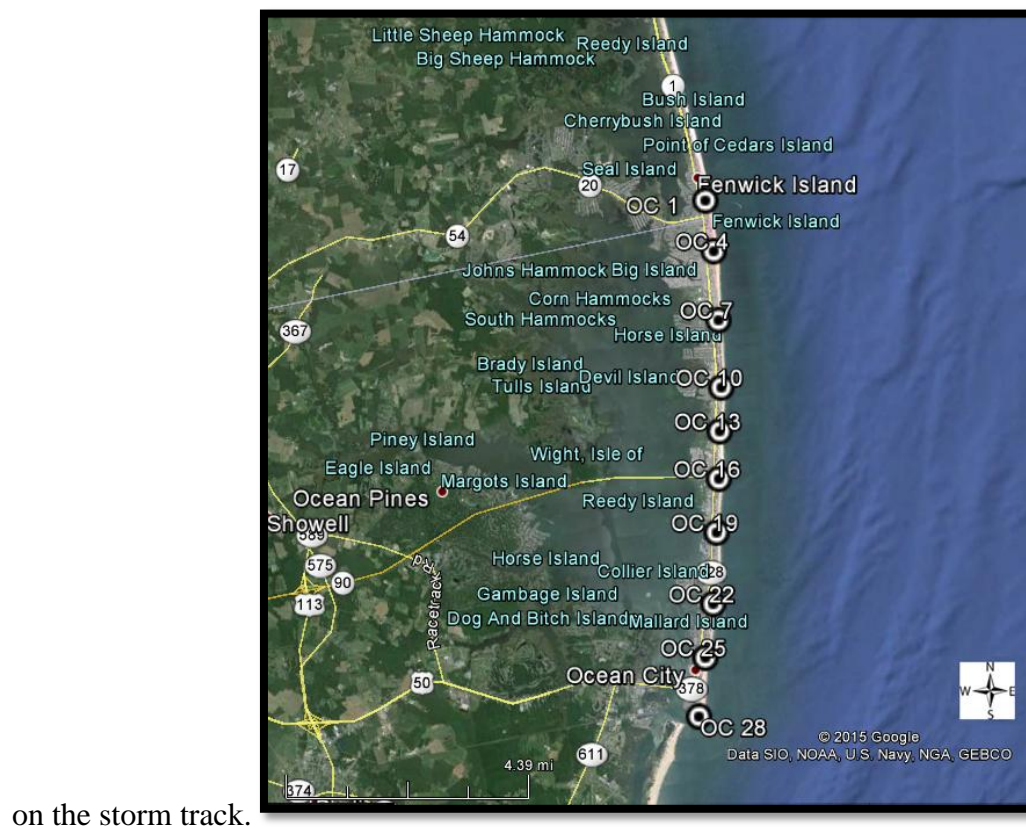 Little Sheep Hammock
Reedy Island
Big Sheep Hammock
1
Bush Island
Cherrybush Island
Point of Cedars Island
17
Seal Island
20
Fenwick Island
OC 1
Fenwick Island
54
OC 4
Johns Hammock Big Island
Corn Hammocks
OC 7
South Hammocks
367
Horse Island
Brady Island
Devil Island
OC 10
Tulls Island
OC 13
Piney Island
Wight, Isle of
Eagle Island
OC 16
Margots Island
Ocean Pines
Reedy Island
Showell
OC 19
589
Horse Island
575
Collier Island
28
90
Gambage Island
OC 22
113
Dog And Bitch Island
Mallard Island
Racetrack Rd
OC 25
Ocean City
50
378
N
W E
S
OC 28
© 2015 Google
611
Data SIO, NOAA, U.S. Navy, NGA, GEBCO
4.39 mi
374
on the storm track.